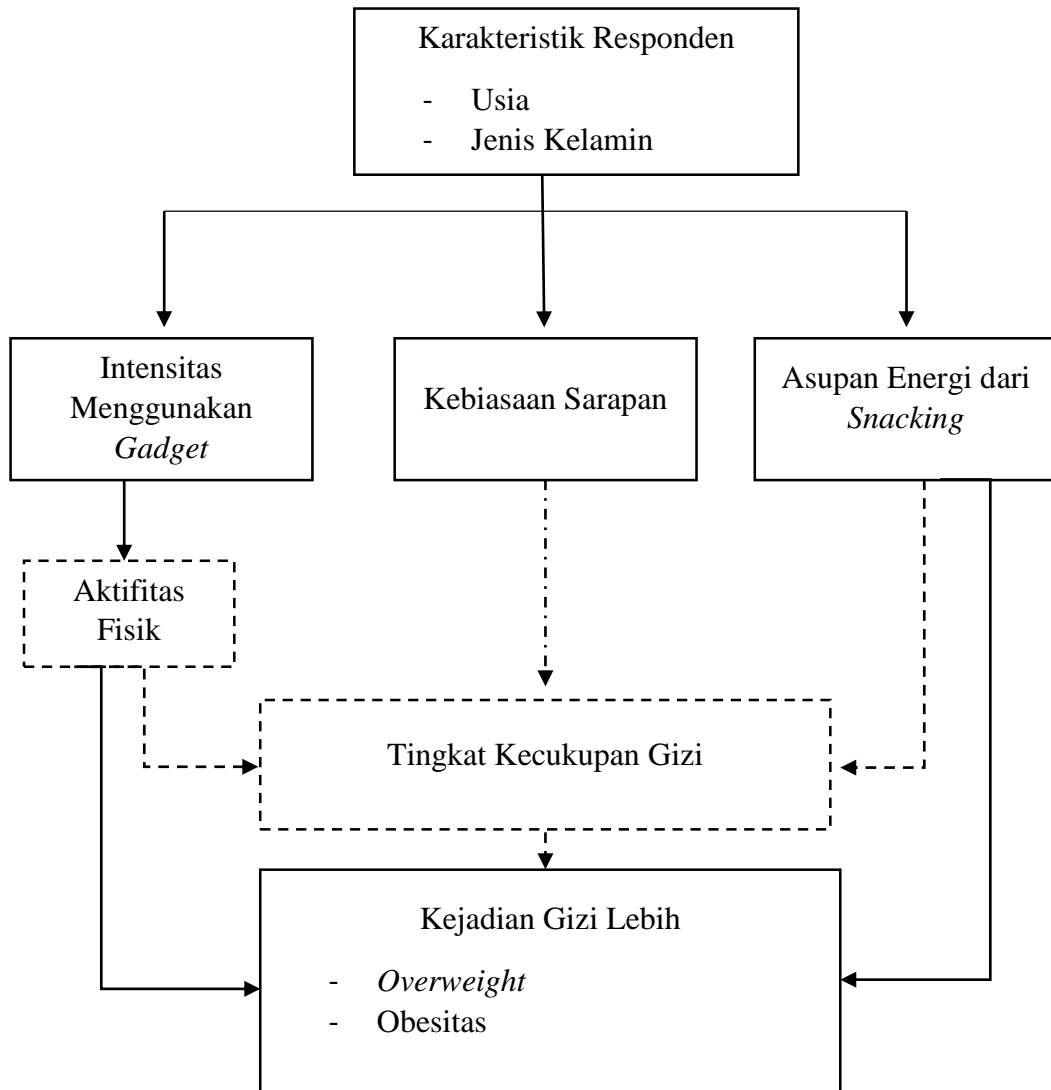 Karakteristik Responden
- Usia
- Jenis Kelamin
Intensitas
Menggunakan
Gadget
Kebiasaan Sarapan
Asupan Energi dari
Snacking
Aktifitas
Fisik
Tingkat Kecukupan Gizi
Kejadian Gizi Lebih
- Overweight
- Obesitas